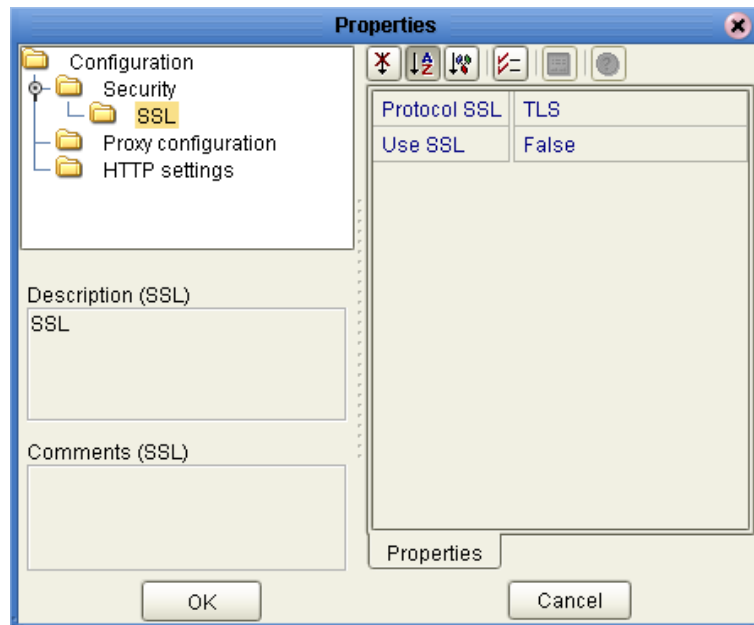 Properties
Configuration
Security
SSL
Proxy configuration
HTTP settings
Description (SSL)
SSL
Comments (SSL)
Protocol SSL TLS
Use SSL False
Properties
OK
Cancel